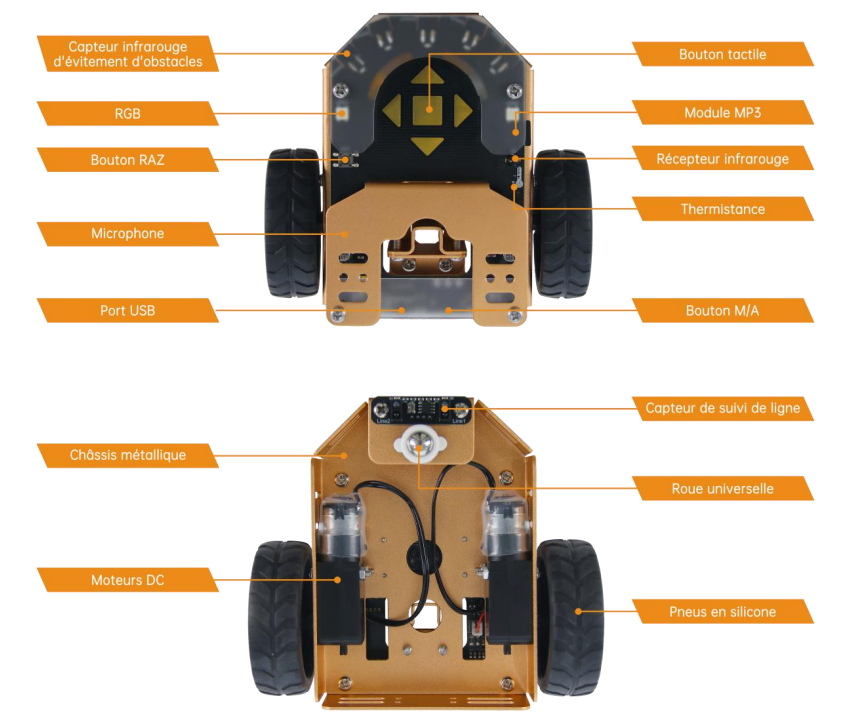 Capteur infrarouge
d'évitement d'obstacles
Bouton tactile
RGB
Module MP3
Bouton RAZ
Récepteur infrarouge
Thermistance
Microphone
Port USB
Bouton M/A
Capteur de suivi de ligne
Line2
Line1
Châssis métallique
Roue universelle
Moteurs DC
Pneus en silicone